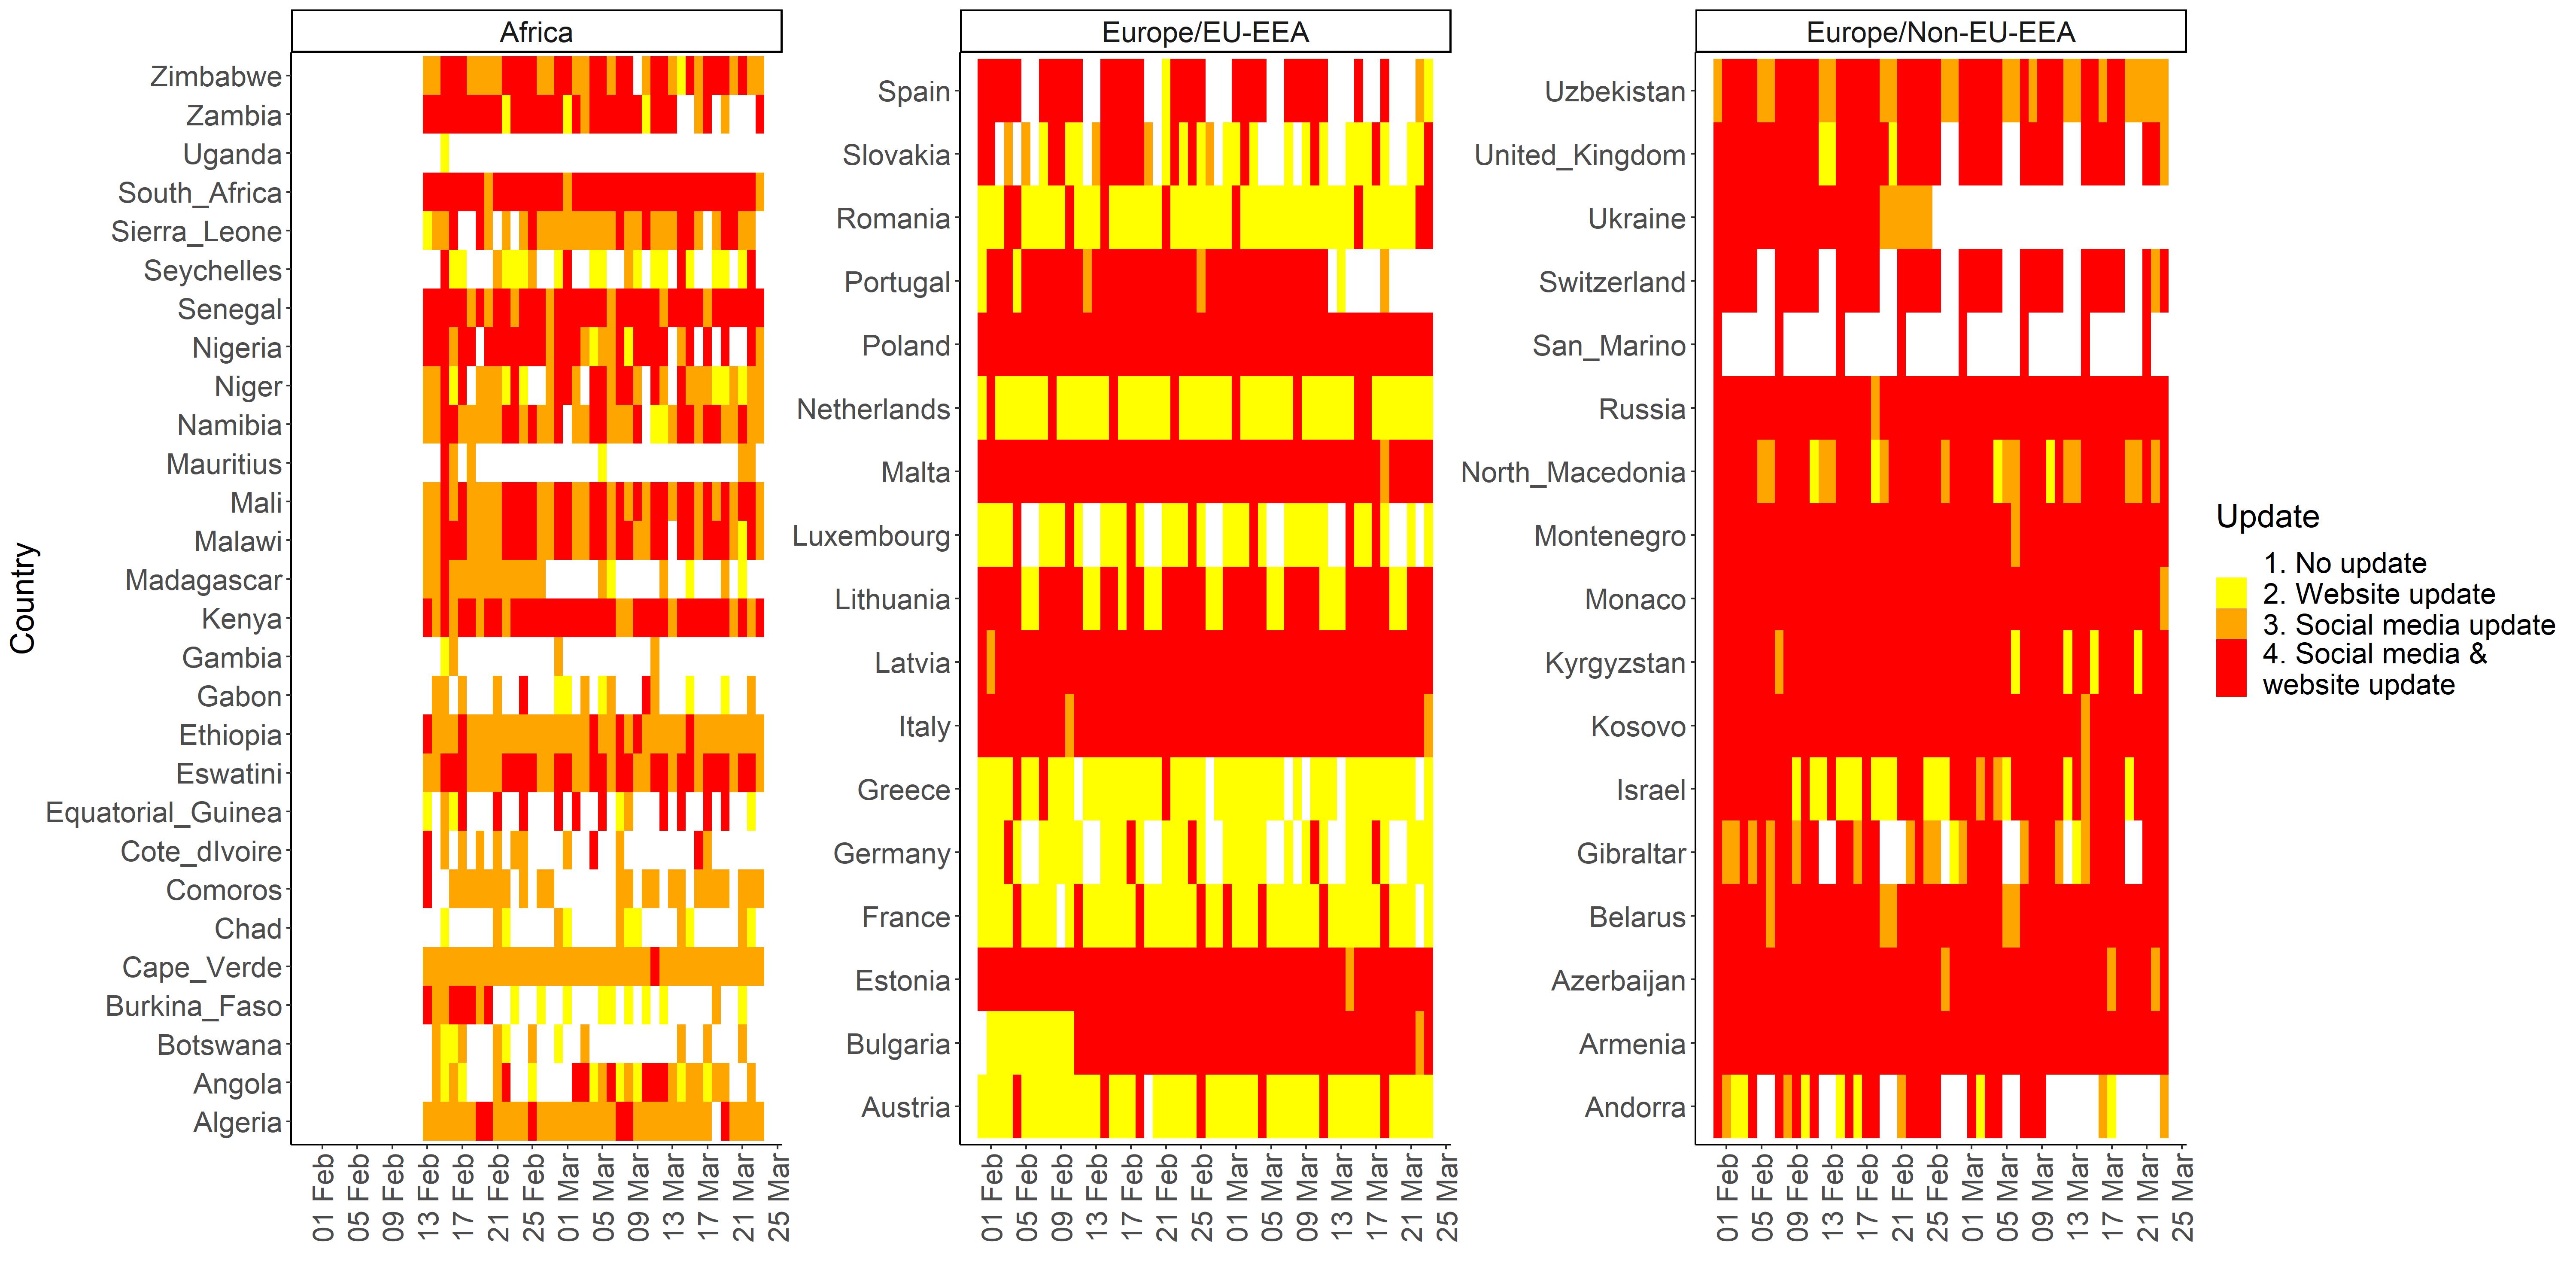 Africa
Europe/EU-EEA
Europe/Non-EU-EEA
Country
Zimbabwe
Zambia
Uganda
South_Africa
Sierra_Leone
Seychelles
Senegal
Nigeria
Niger
Namibia
Mauritius
Mali
Malawi
Madagascar
Kenya
Gambia
Gabon
Ethiopia
Eswatini
Equatorial_Guinea
Cote_dIvoire
Comoros
Chad
Cape_Verde
Burkina_Faso
Botswana
Angola
Algeria
01 Feb
05 Feb
09 Feb
13 Feb
17 Feb
21 Feb
25 Feb
01 Mar
05 Mar
09 Mar
13 Mar
17 Mar
21 Mar
25 Mar
Spain
Slovakia
Romania
Portugal
Poland
Netherlands
Malta
Luxembourg
Lithuania
Latvia
Italy
Greece
Germany
France
Estonia
Bulgaria
Austria
01 Feb
05 Feb
09 Feb
13 Feb
17 Feb
21 Feb
25 Feb
01 Mar
05 Mar
09 Mar
13 Mar
17 Mar
21 Mar
25 Mar
Uzbekistan
United_Kingdom
Ukraine
Switzerland
San_Marino
Russia
North_Macedonia
Montenegro
Monaco
Kyrgyzstan
Kosovo
Israel
Gibraltar
Belarus
Azerbaijan
Armenia
Andorra
01 Feb
05 Feb
09 Feb
13 Feb
17 Feb
21 Feb
25 Feb
01 Mar
05 Mar
09 Mar
13 Mar
17 Mar
21 Mar
25 Mar
Update
1. No update
2. Website update
3. Social media update
4. Social media &
website update